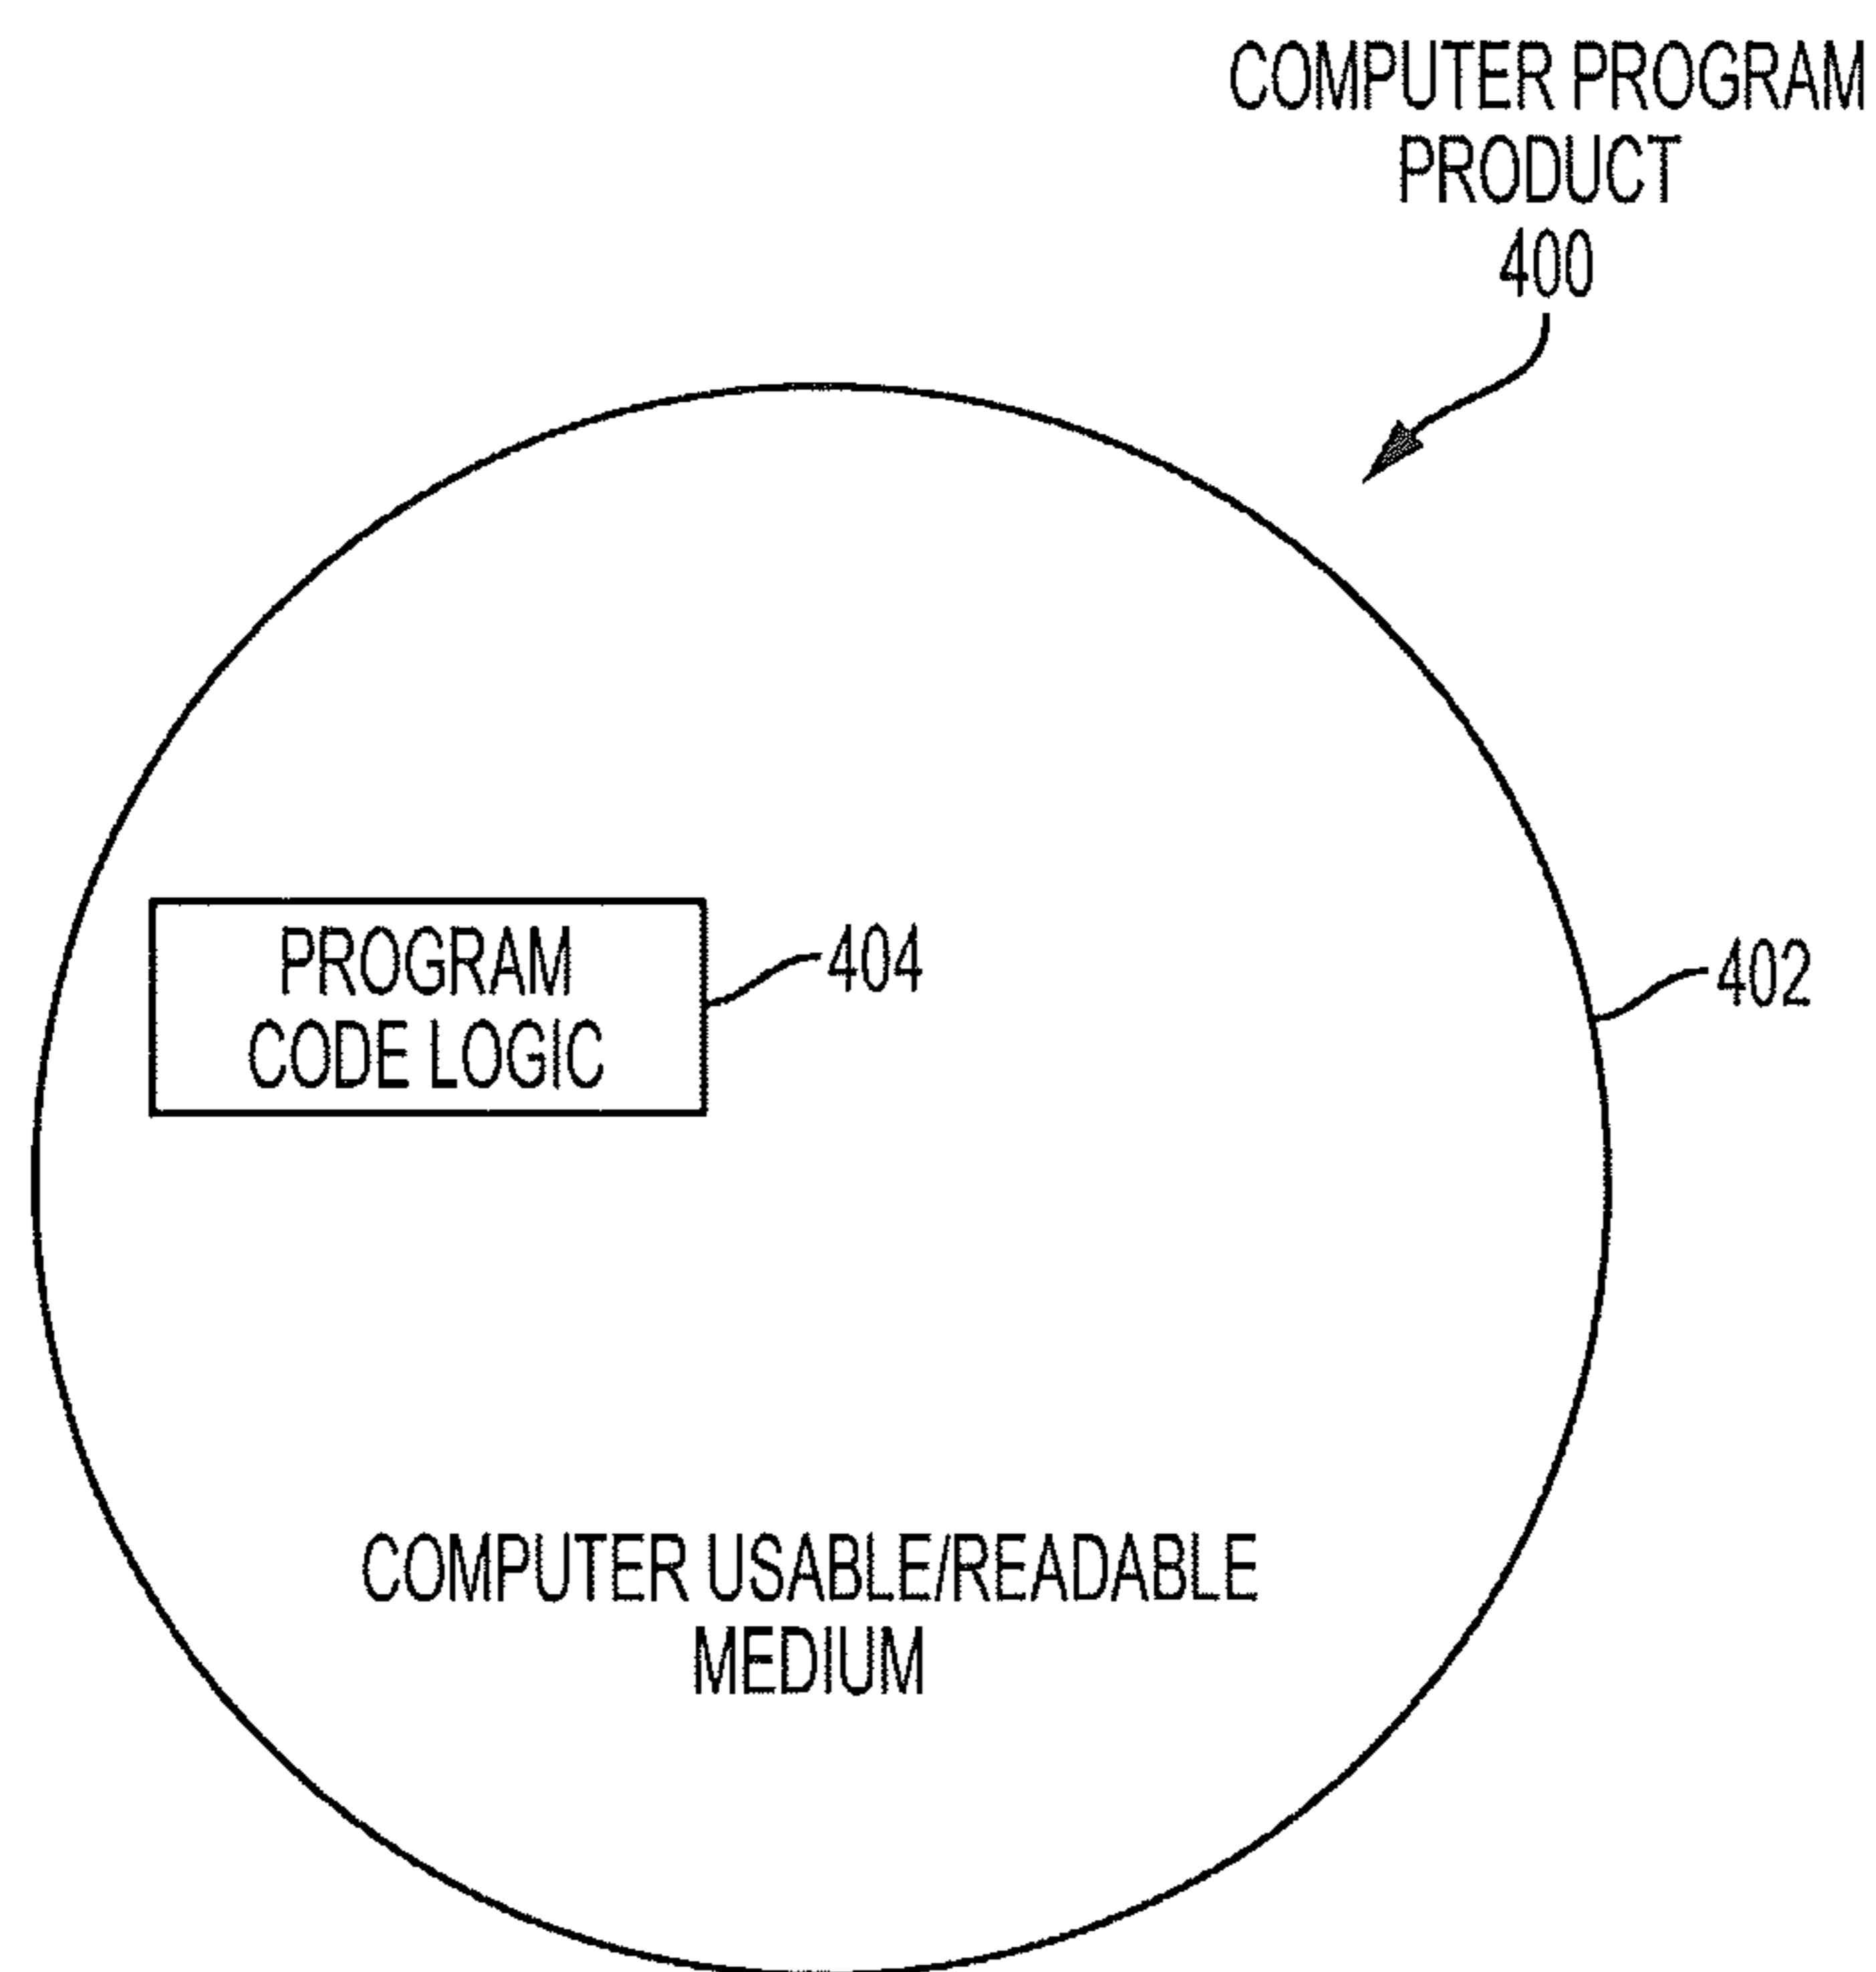 COMPUTER PROGRAM
PRODUCT
400
PROGRAM
CODE LOGIC
404
402
COMPUTER USABLE/READABLE
MEDIUM